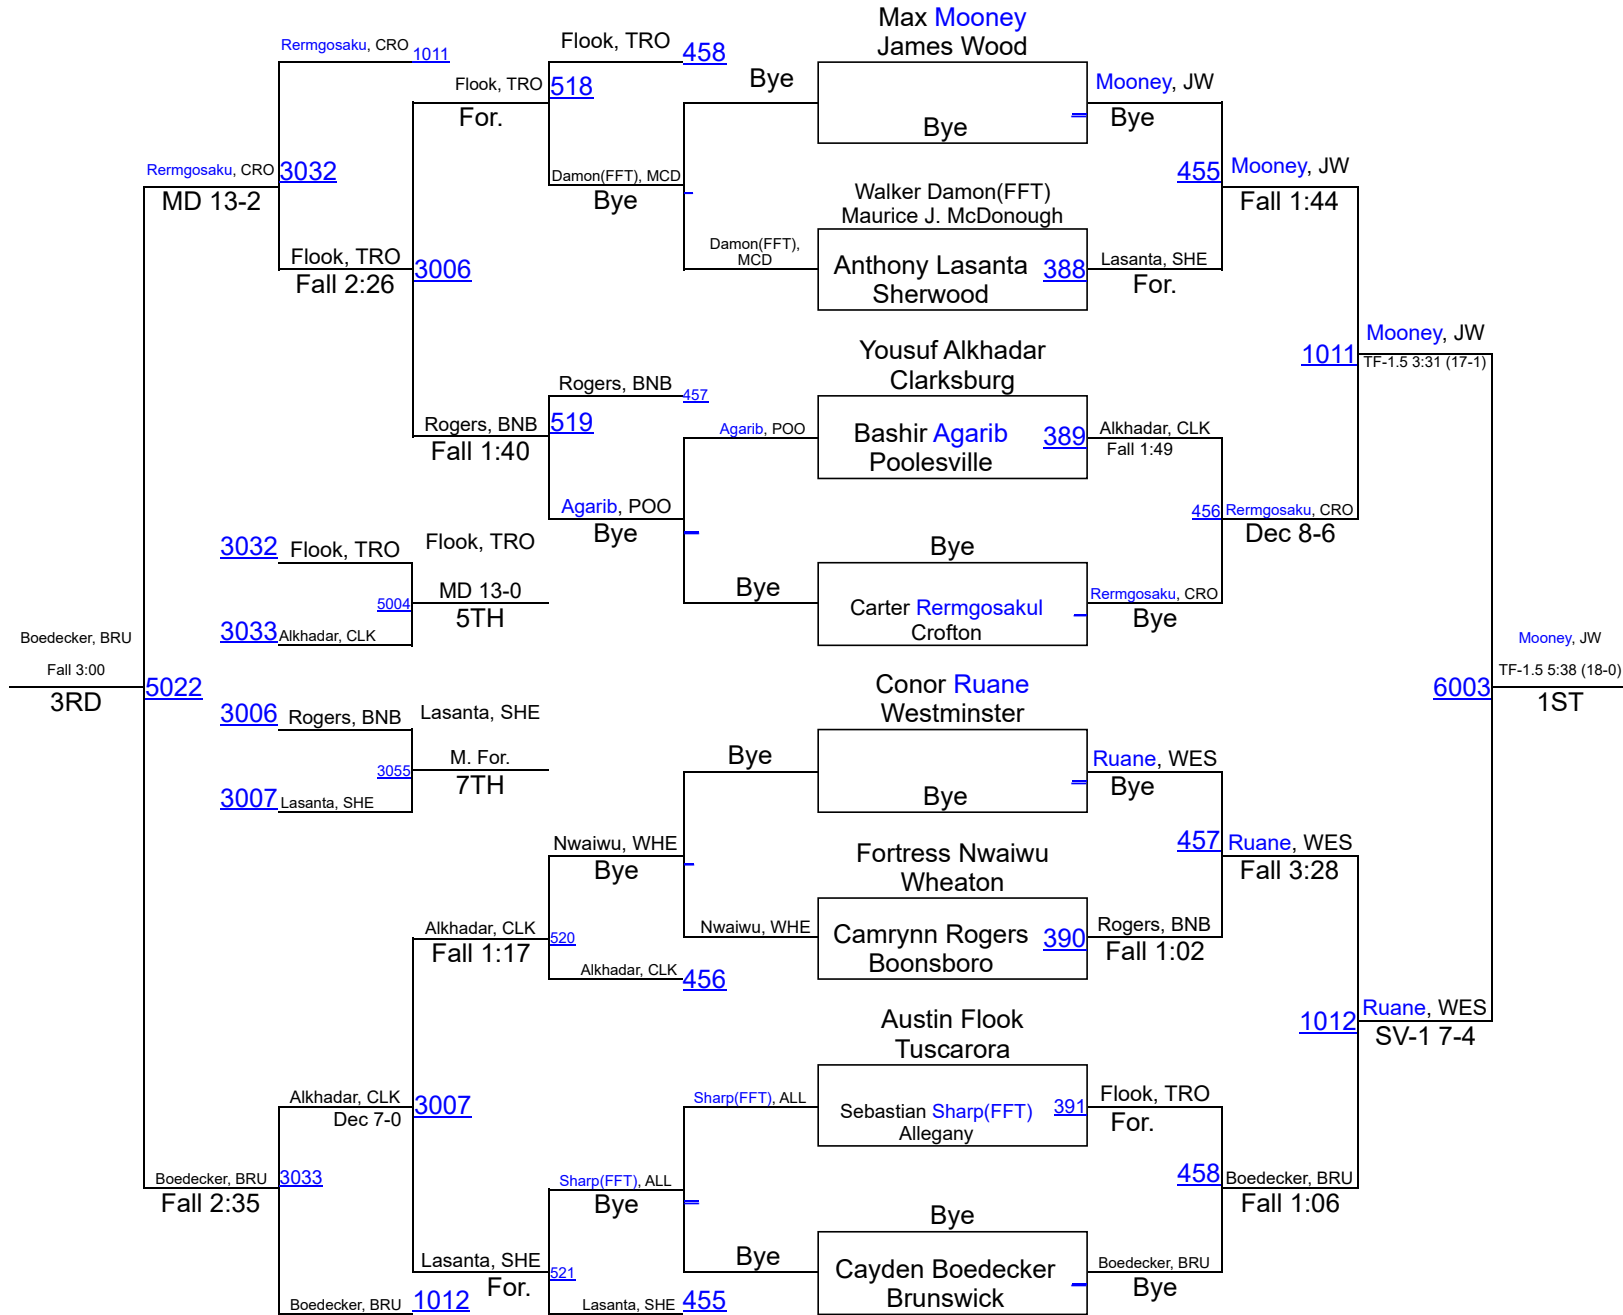 Max Mooney
James Wood
Rermgosaku, CRO
1011
Flook, TRO
458
Flook, TRO
518
For.
Bye
Mooney, JW
Bye
Bye
Rermgosaku, CRO
3032
MD 13-2
Damon(FFT), MCD
Bye
Walker Damon(FFT)
Maurice J. McDonough
455
Mooney, JW
Fall 1:44
Flook, TRO
Fall 2:26
3006
Damon(FFT),
MCD
Anthony Lasanta
Sherwood
388
Lasanta, SHE
For.
Yousuf Alkhadar
Clarksburg
1011
Mooney, JW
TF-1.5 3:31 (17-1)
Rogers, BNB
457
Rogers, BNB
519
Fall 1:40
Agarib, POO
Bashir Agarib
Poolesville
389
Alkhadar, CLK
Fall 1:49
Agarib, POO
Bye
456
Rermgosaku, CRO
Dec 8-6
3032
Flook, TRO
Flook, TRO
Bye
5004
MD 13-0
5TH
Bye
Carter Rermgosakul
Crofton
Rermgosaku, CRO
Bye
3033
Alkhadar, CLK
Boedecker, BRU
Fall 3:00
3RD
5022
Conor Ruane
Westminster
Mooney, JW
TF-1.5 5:38 (18-0)
6003
1ST
3006
Rogers, BNB
Lasanta, SHE
3055
M. For.
7TH
Bye
Ruane, WES
Bye
Bye
3007
Lasanta, SHE
Nwaiwu, WHE
Bye
Fortress Nwaiwu
Wheaton
457
Ruane, WES
Fall 3:28
Alkhadar, CLK
520
Fall 1:17
Nwaiwu, WHE
Camrynn Rogers
Boonsboro
390
Rogers, BNB
Fall 1:02
Alkhadar, CLK
456
Austin Flook
Tuscarora
1012
Ruane, WES
SV-1 7-4
Alkhadar, CLK
3007
Dec 7-0
Sharp(FFT), ALL
Sebastian Sharp(FFT)
Allegany
391
Flook, TRO
For.
Boedecker, BRU
3033
Fall 2:35
Sharp(FFT), ALL
Bye
Bye
458
Boedecker, BRU
Fall 1:06
Lasanta, SHE
521
For.
Bye
Cayden Boedecker
Brunswick
Boedecker, BRU
Bye
Boedecker, BRU
1012
Lasanta, SHE
455